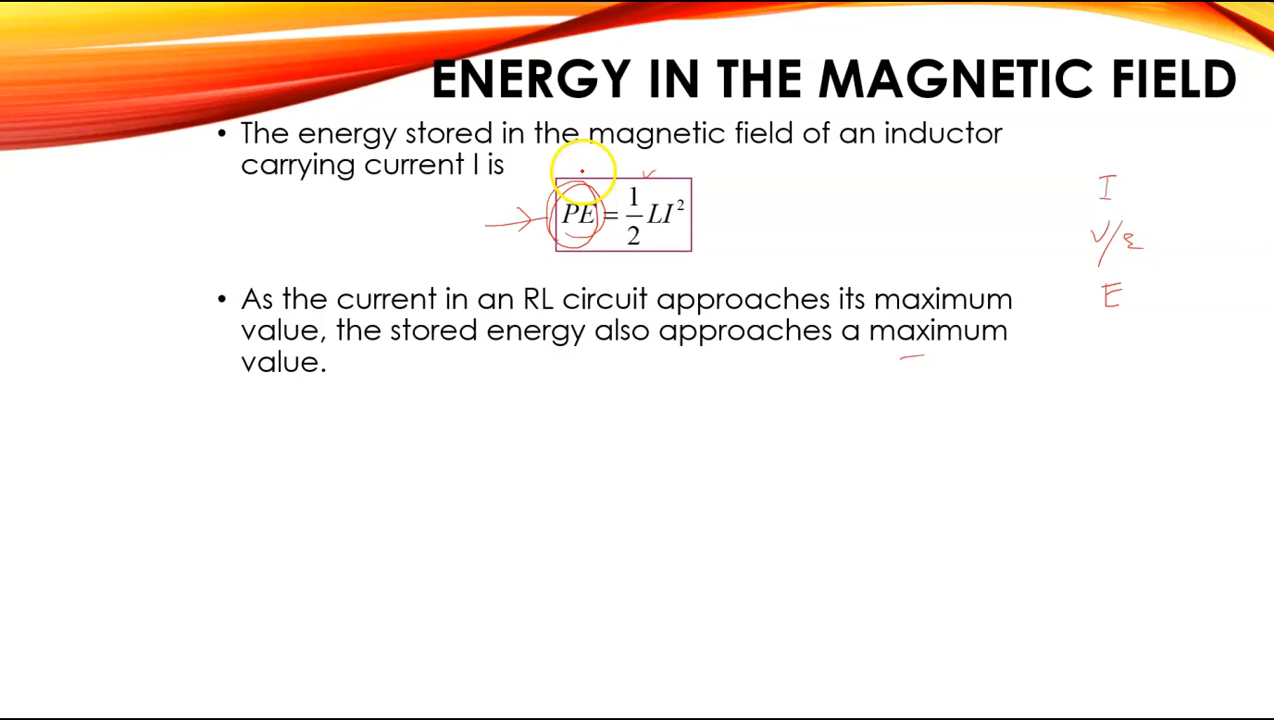 ENERGY IN THE MAGNETIC FIELD
• The energy stored in the magnetic field of an inductor
carrying current I is
PE = 1/2 LI²
I
V/ε
E
• As the current in an RL circuit approaches its maximum
value, the stored energy also approaches a maximum
value.